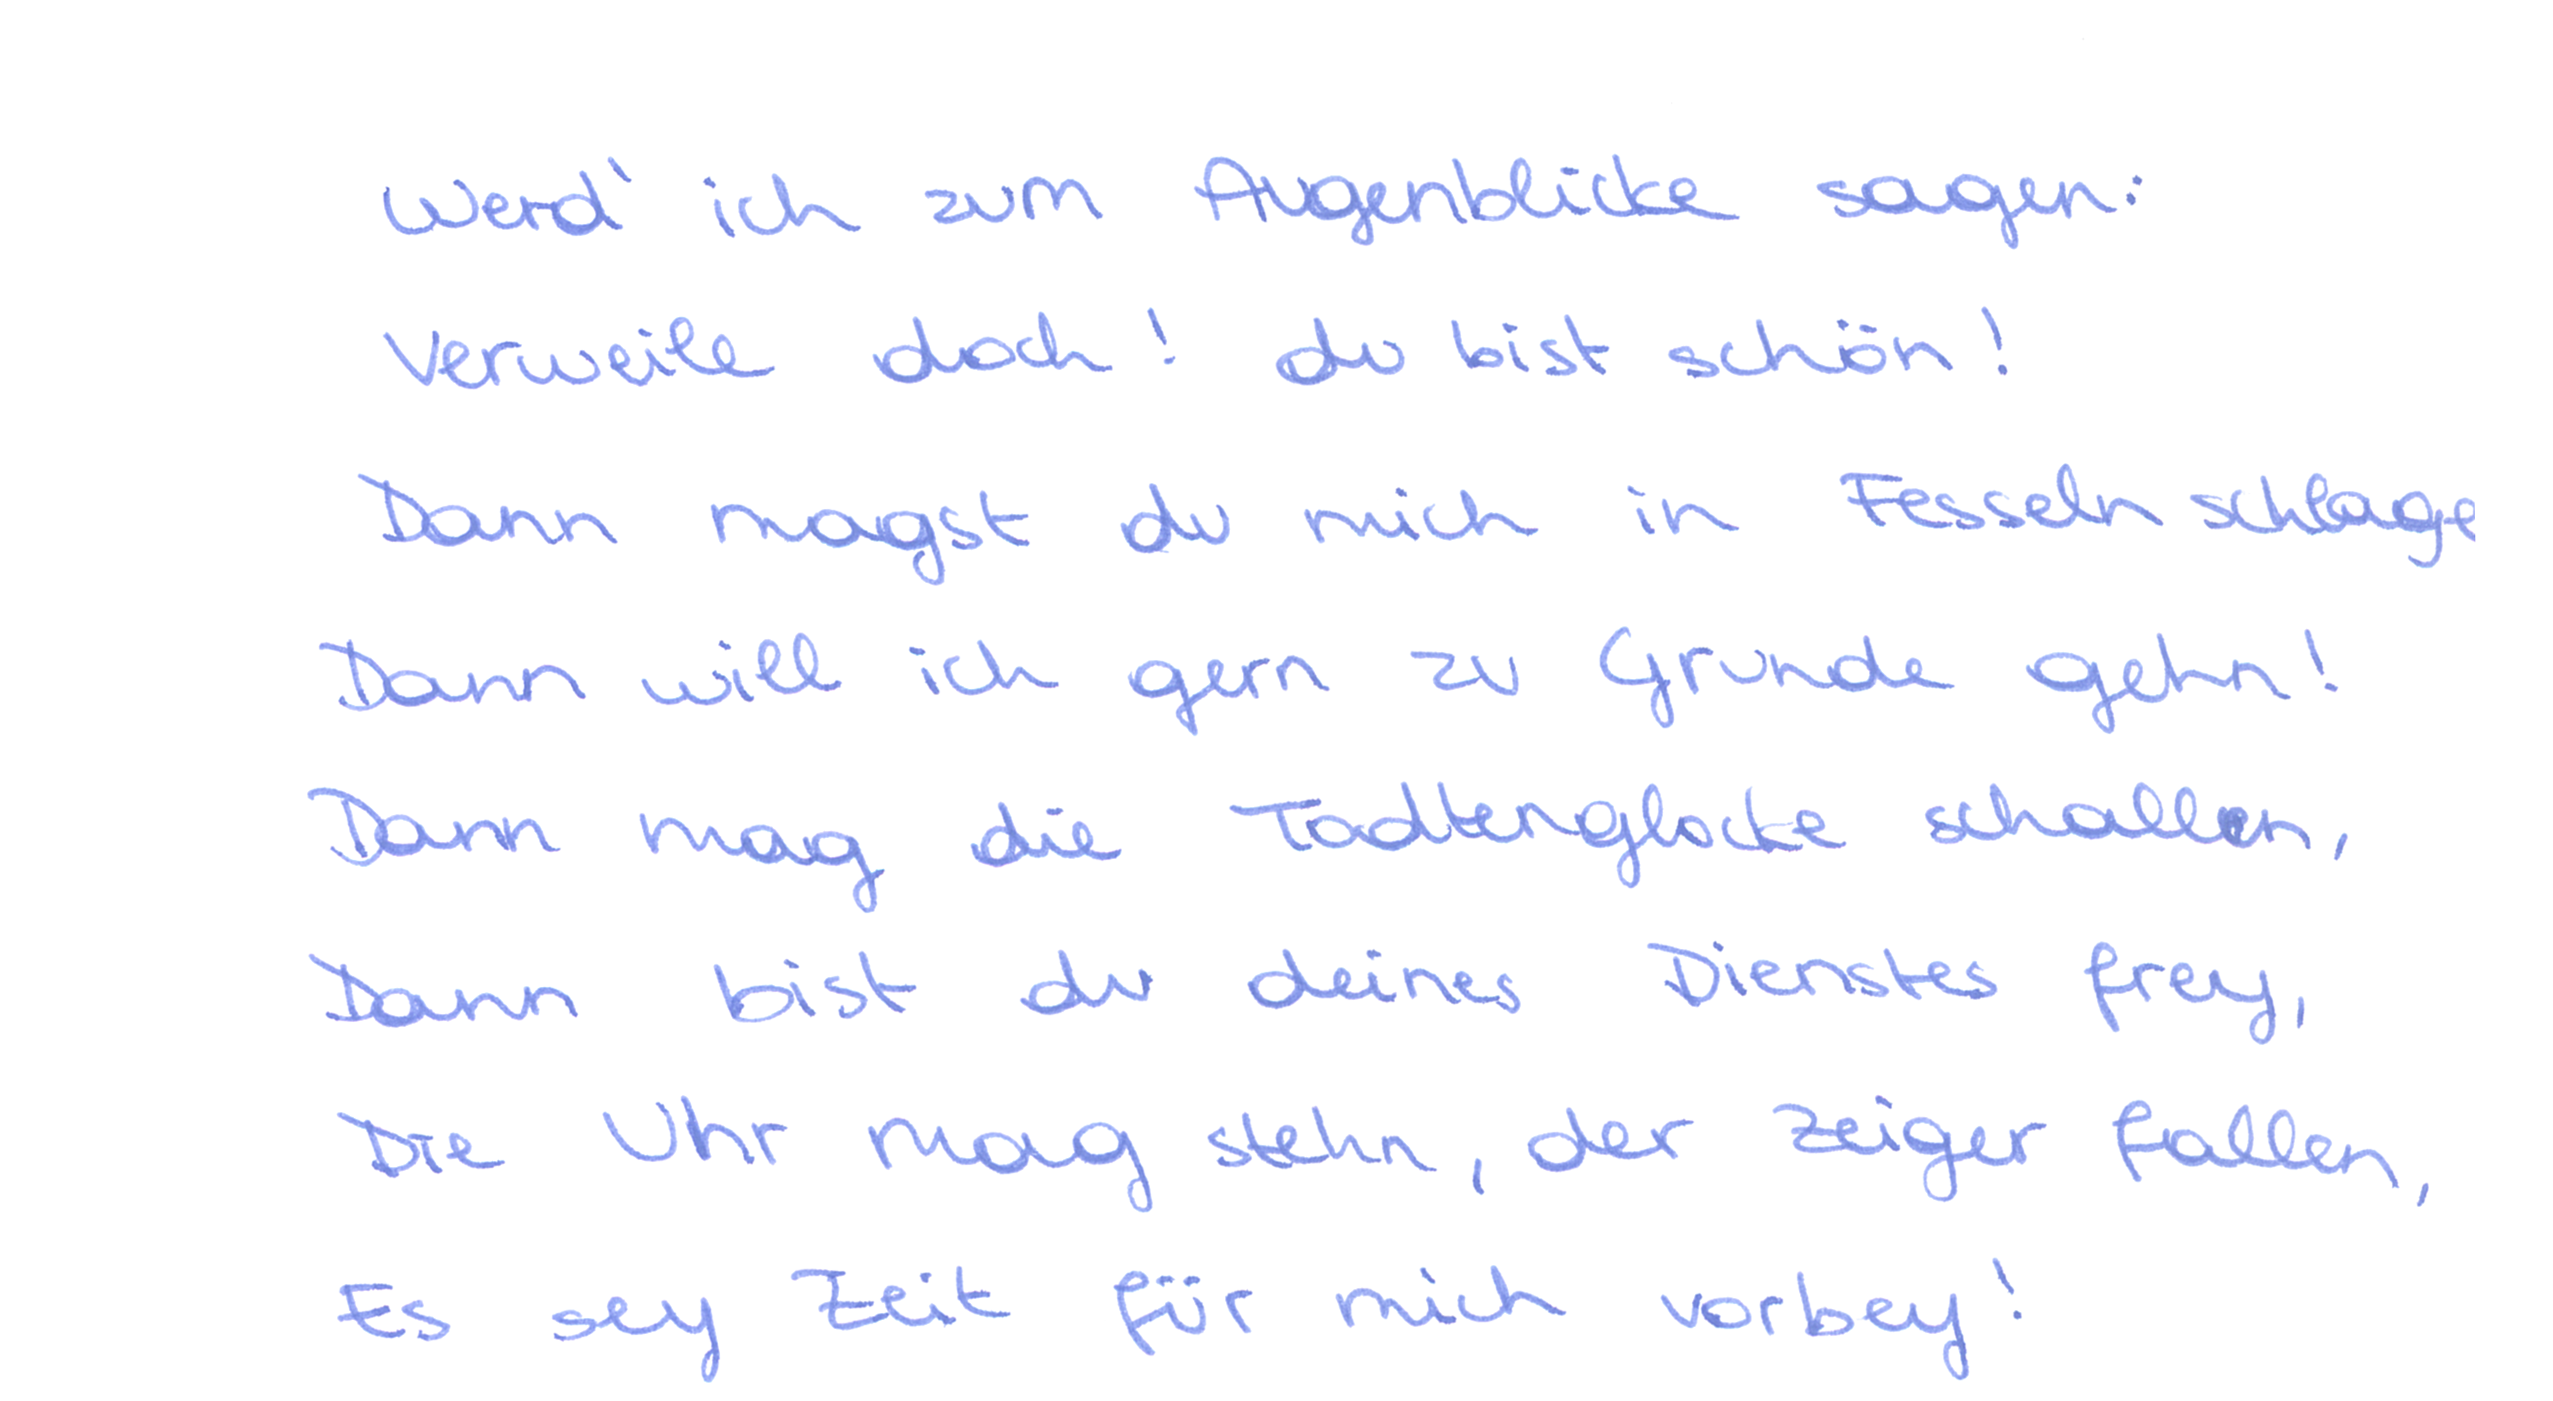 Werd' ich zum Augenblicke sagen:
Verweile doch! du bist schön!
Dann magst du mich in Fesseln schlage
Dann will ich gern zu Grunde gehn!
Dann mag die Todtenglocke schallen,
Dann bist du deines Dienstes frey,
Die Uhr mag stehn, der Zeiger fallen,
Es sey Zeit für mich vorbey!